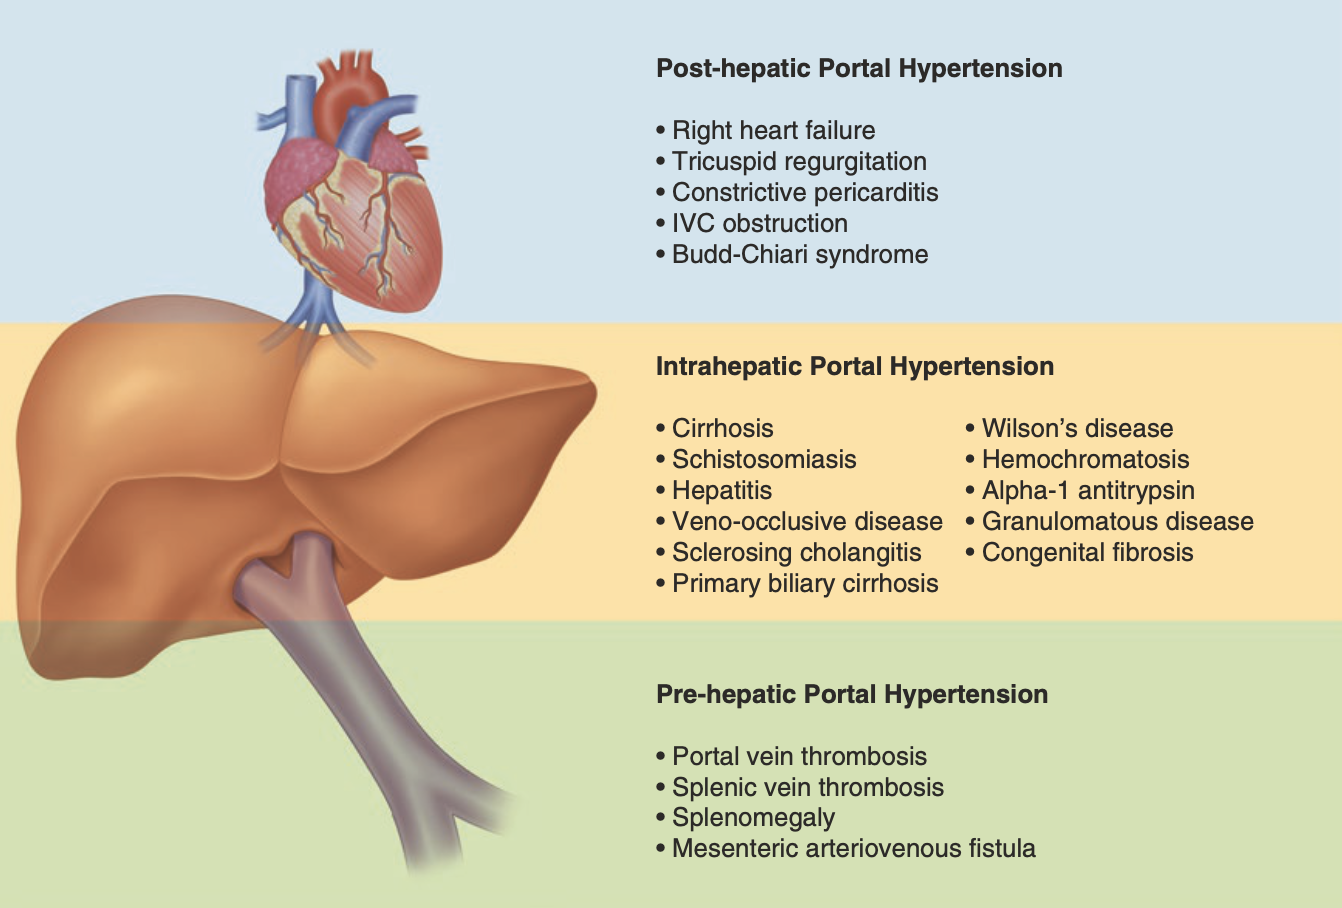 Post-hepatic Portal Hypertension
• Right heart failure
• Tricuspid regurgitation
• Constrictive pericarditis
• IVC obstruction
• Budd-Chiari syndrome
Intrahepatic Portal Hypertension
• Cirrhosis
• Schistosomiasis
• Hepatitis
• Veno-occlusive disease
• Sclerosing cholangitis
• Primary biliary cirrhosis
• Wilson’s disease
• Hemochromatosis
• Alpha-1 antitrypsin
• Granulomatous disease
• Congenital fibrosis
Pre-hepatic Portal Hypertension
• Portal vein thrombosis
• Splenic vein thrombosis
• Splenomegaly
• Mesenteric arteriovenous fistula